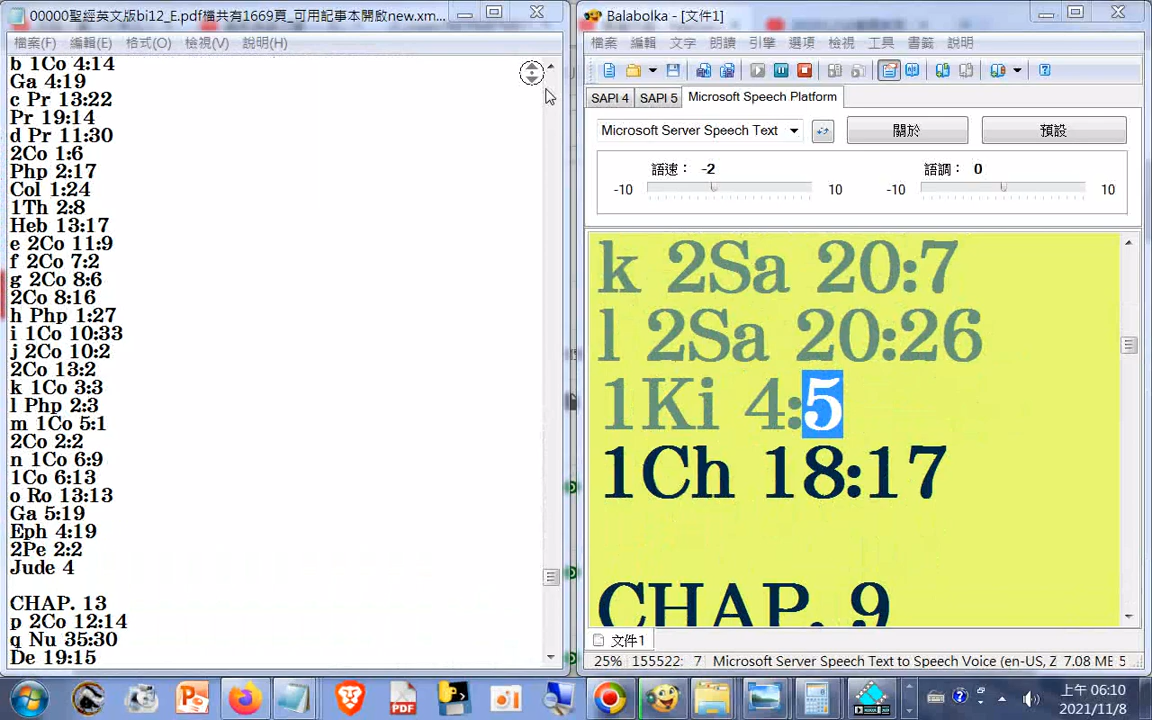 00000聖經英文版bi12_E.pdf檔共有1669頁_可用記事本開啟new.xm...
檔案(F) 編輯(E) 格式(O) 檢視(V) 說明(H)
b 1Co 4:14
Ga 4:19
c Pr 13:22
Pr 19:14
d Pr 11:30
2Co 1:6
Php 2:17
Col 1:24
1Th 2:8
Heb 13:17
e 2Co 11:9
f 2Co 7:2
g 2Co 8:6
2Co 8:16
h Php 1:27
i 1Co 10:33
j 2Co 10:2
2Co 13:2
k 1Co 3:3
l Php 2:3
m 1Co 5:1
2Co 2:2
n 1Co 6:9
1Co 6:13
o Ro 13:13
Ga 5:19
Eph 4:19
2Pe 2:2
Jude 4
CHAP. 13
p 2Co 12:14
q Nu 35:30
De 19:15
Balabolka - [文件1]
檔案 編輯 文字 朗讀 引擎 選項 檢視 工具 書籤 說明
SAPI 4 SAPI 5 Microsoft Speech Platform
Microsoft Server Speech Text 關於 預設
語速： -2 語調： 0
-10 10 -10 10
k 2Sa 20:7
l 2Sa 20:26
1Ki 4:5
1Ch 18:17
CHAP. 9
文件1
25% 155522: 7 Microsoft Server Speech Text to Speech Voice (en-US, Z 7.08 MB 5
PDF
上午 06:10
2021/11/8